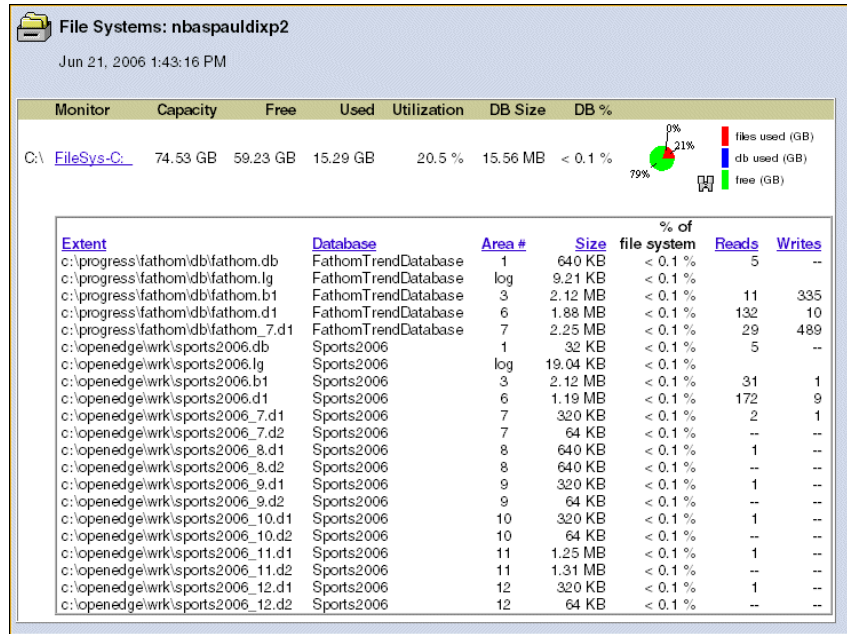 File Systems: nbaspauldixp2
Jun 21, 2006 1:43:16 PM
Monitor Capacity Free Used Utilization DB Size DB %
C:\ FileSys-C: 74.53 GB 59.23 GB 15.29 GB 20.5 % 15.56 MB < 0.1 %
0%
21%
79%
files used (GB)
db used (GB)
free (GB)
% of
Extent Database Area # Size file system Reads Writes
c:\progress\fathom\db\fathom.db FathomTrendDatabase 1 640 KB < 0.1 % 5 --
c:\progress\fathom\db\fathom.lg FathomTrendDatabase log 9.21 KB < 0.1 %
c:\progress\fathom\db\fathom.b1 FathomTrendDatabase 3 2.12 MB < 0.1 % 11 335
c:\progress\fathom\db\fathom.d1 FathomTrendDatabase 6 1.88 MB < 0.1 % 132 10
c:\progress\fathom\db\fathom_7.d1 FathomTrendDatabase 7 2.25 MB < 0.1 % 29 489
c:\openedge\wrk\sports2006.db Sports2006 1 32 KB < 0.1 % 5 --
c:\openedge\wrk\sports2006.lg Sports2006 log 19.04 KB < 0.1 %
c:\openedge\wrk\sports2006.b1 Sports2006 3 2.12 MB < 0.1 % 31 1
c:\openedge\wrk\sports2006.d1 Sports2006 6 1.19 MB < 0.1 % 172 9
c:\openedge\wrk\sports2006_7.d1 Sports2006 7 320 KB < 0.1 % 2 1
c:\openedge\wrk\sports2006_7.d2 Sports2006 7 64 KB < 0.1 % -- --
c:\openedge\wrk\sports2006_8.d1 Sports2006 8 640 KB < 0.1 % 1 --
c:\openedge\wrk\sports2006_8.d2 Sports2006 8 640 KB < 0.1 % -- --
c:\openedge\wrk\sports2006_9.d1 Sports2006 9 320 KB < 0.1 % 1 --
c:\openedge\wrk\sports2006_9.d2 Sports2006 9 64 KB < 0.1 % -- --
c:\openedge\wrk\sports2006_10.d1 Sports2006 10 320 KB < 0.1 % 1 --
c:\openedge\wrk\sports2006_10.d2 Sports2006 10 64 KB < 0.1 % -- --
c:\openedge\wrk\sports2006_11.d1 Sports2006 11 1.25 MB < 0.1 % 1 --
c:\openedge\wrk\sports2006_11.d2 Sports2006 11 1.31 MB < 0.1 % -- --
c:\openedge\wrk\sports2006_12.d1 Sports2006 12 320 KB < 0.1 % 1 --
c:\openedge\wrk\sports2006_12.d2 Sports2006 12 64 KB < 0.1 % -- --